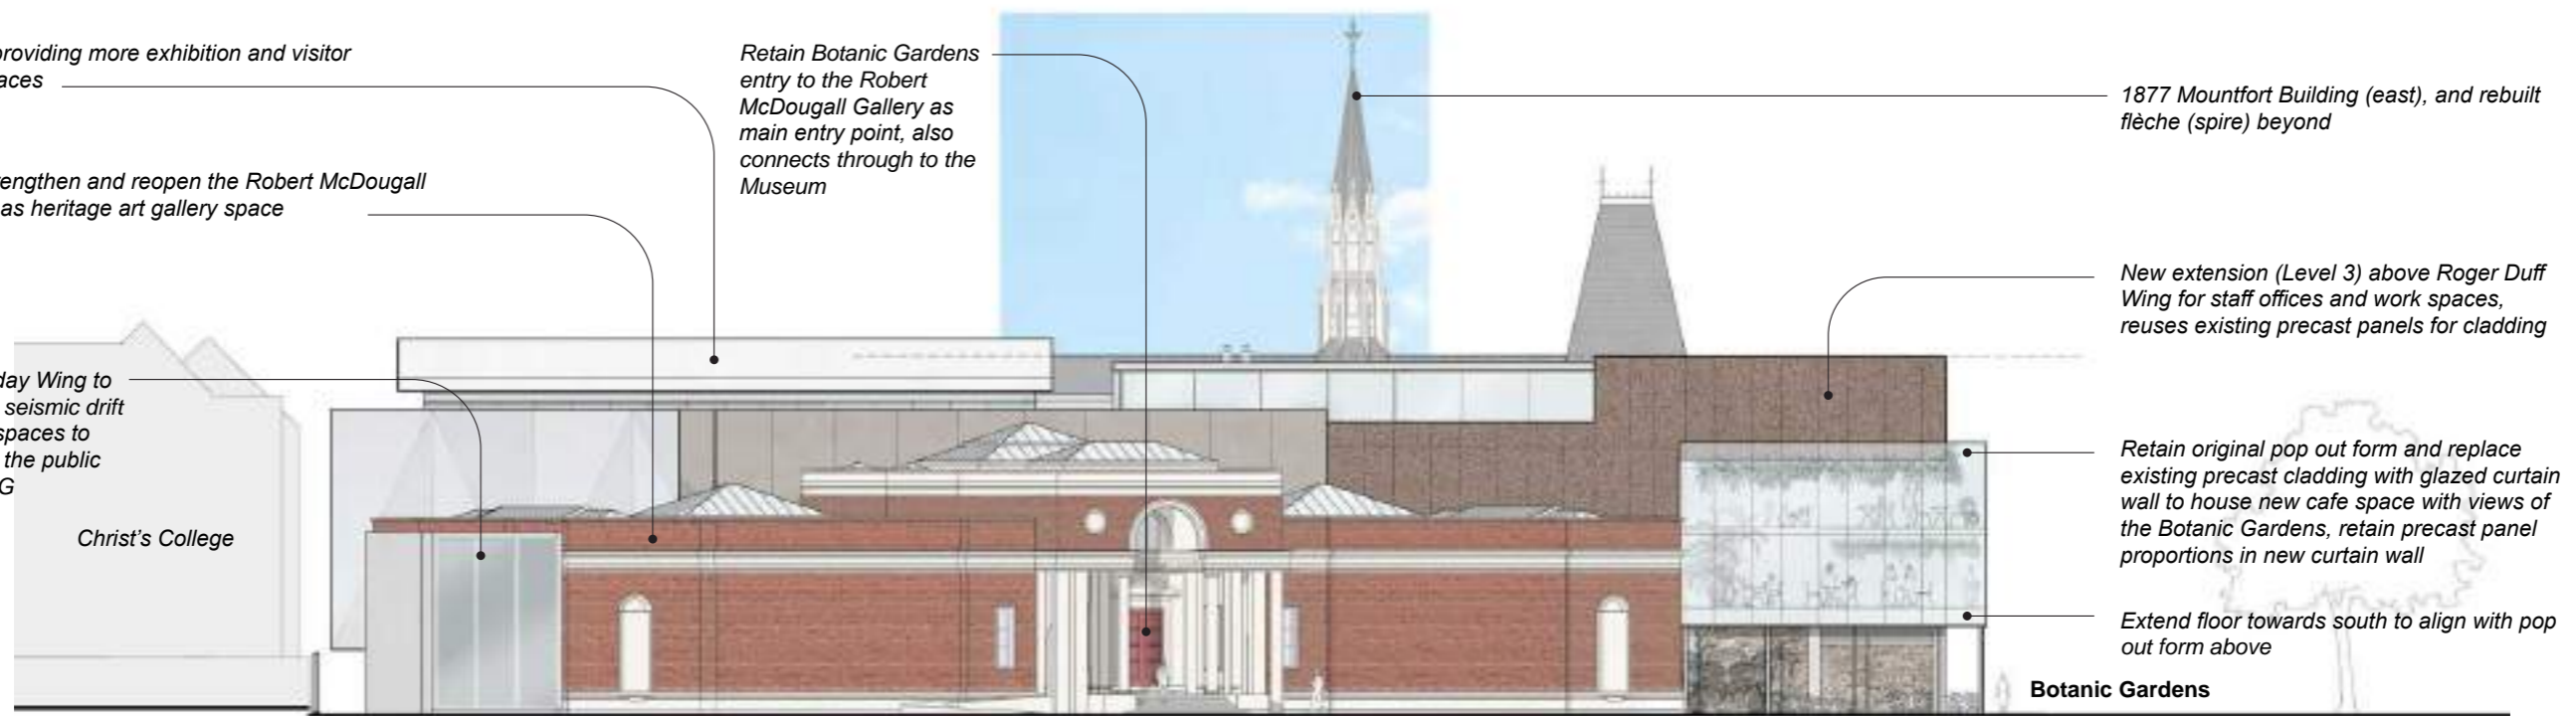 providing more exhibition and visitor
aces
rengthen and reopen the Robert McDougall
as heritage art gallery space
day Wing to
seismic drift
spaces to
the public
G
Christ's College
Retain Botanic Gardens
entry to the Robert
McDougall Gallery as
main entry point, also
connects through to the
Museum
1877 Mountfort Building (east), and rebuilt
flèche (spire) beyond
New extension (Level 3) above Roger Duff
Wing for staff offices and work spaces,
reuses existing precast panels for cladding
Retain original pop out form and replace
existing precast cladding with glazed curtain
wall to house new cafe space with views of
the Botanic Gardens, retain precast panel
proportions in new curtain wall
Extend floor towards south to align with pop
out form above
Botanic Gardens